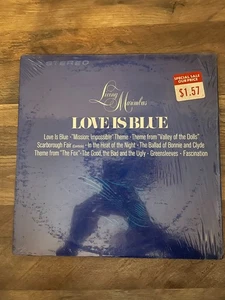 STEREO
Living
Marimbas
SPECIAL SALE
OUR PRICE
$1.57
LOVE IS BLUE
Love Is Blue · "Mission: Impossible" Theme · Theme from "Valley of the Dolls"
Scarborough Fair · In the Heat of the Night · The Ballad of Bonnie and Clyde
Theme from "The Fox" · The Good, the Bad and the Ugly · Greensleeves · Fascination